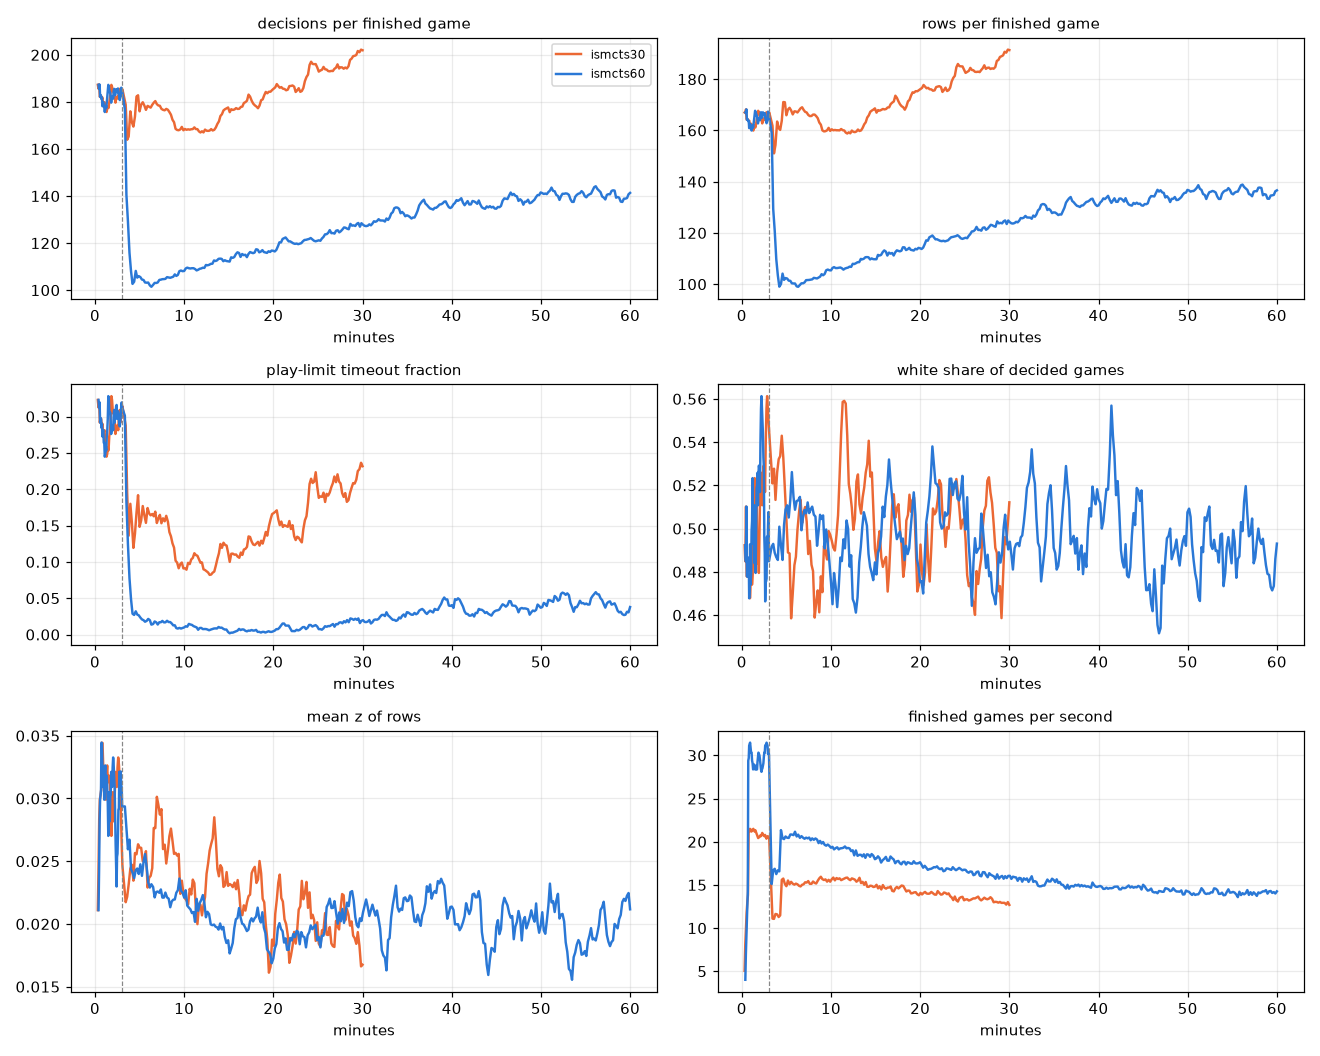 decisions per finished game
200
180
160
140
120
100
0 10 20 30 40 50 60
minutes
ismcts30
ismcts60
rows per finished game
180
160
140
120
100
0 10 20 30 40 50 60
minutes
play-limit timeout fraction
0.30
0.25
0.20
0.15
0.10
0.05
0.00
0 10 20 30 40 50 60
minutes
white share of decided games
0.56
0.54
0.52
0.50
0.48
0.46
0 10 20 30 40 50 60
minutes
mean z of rows
0.035
0.030
0.025
0.020
0.015
0 10 20 30 40 50 60
minutes
finished games per second
30
25
20
15
10
5
0 10 20 30 40 50 60
minutes